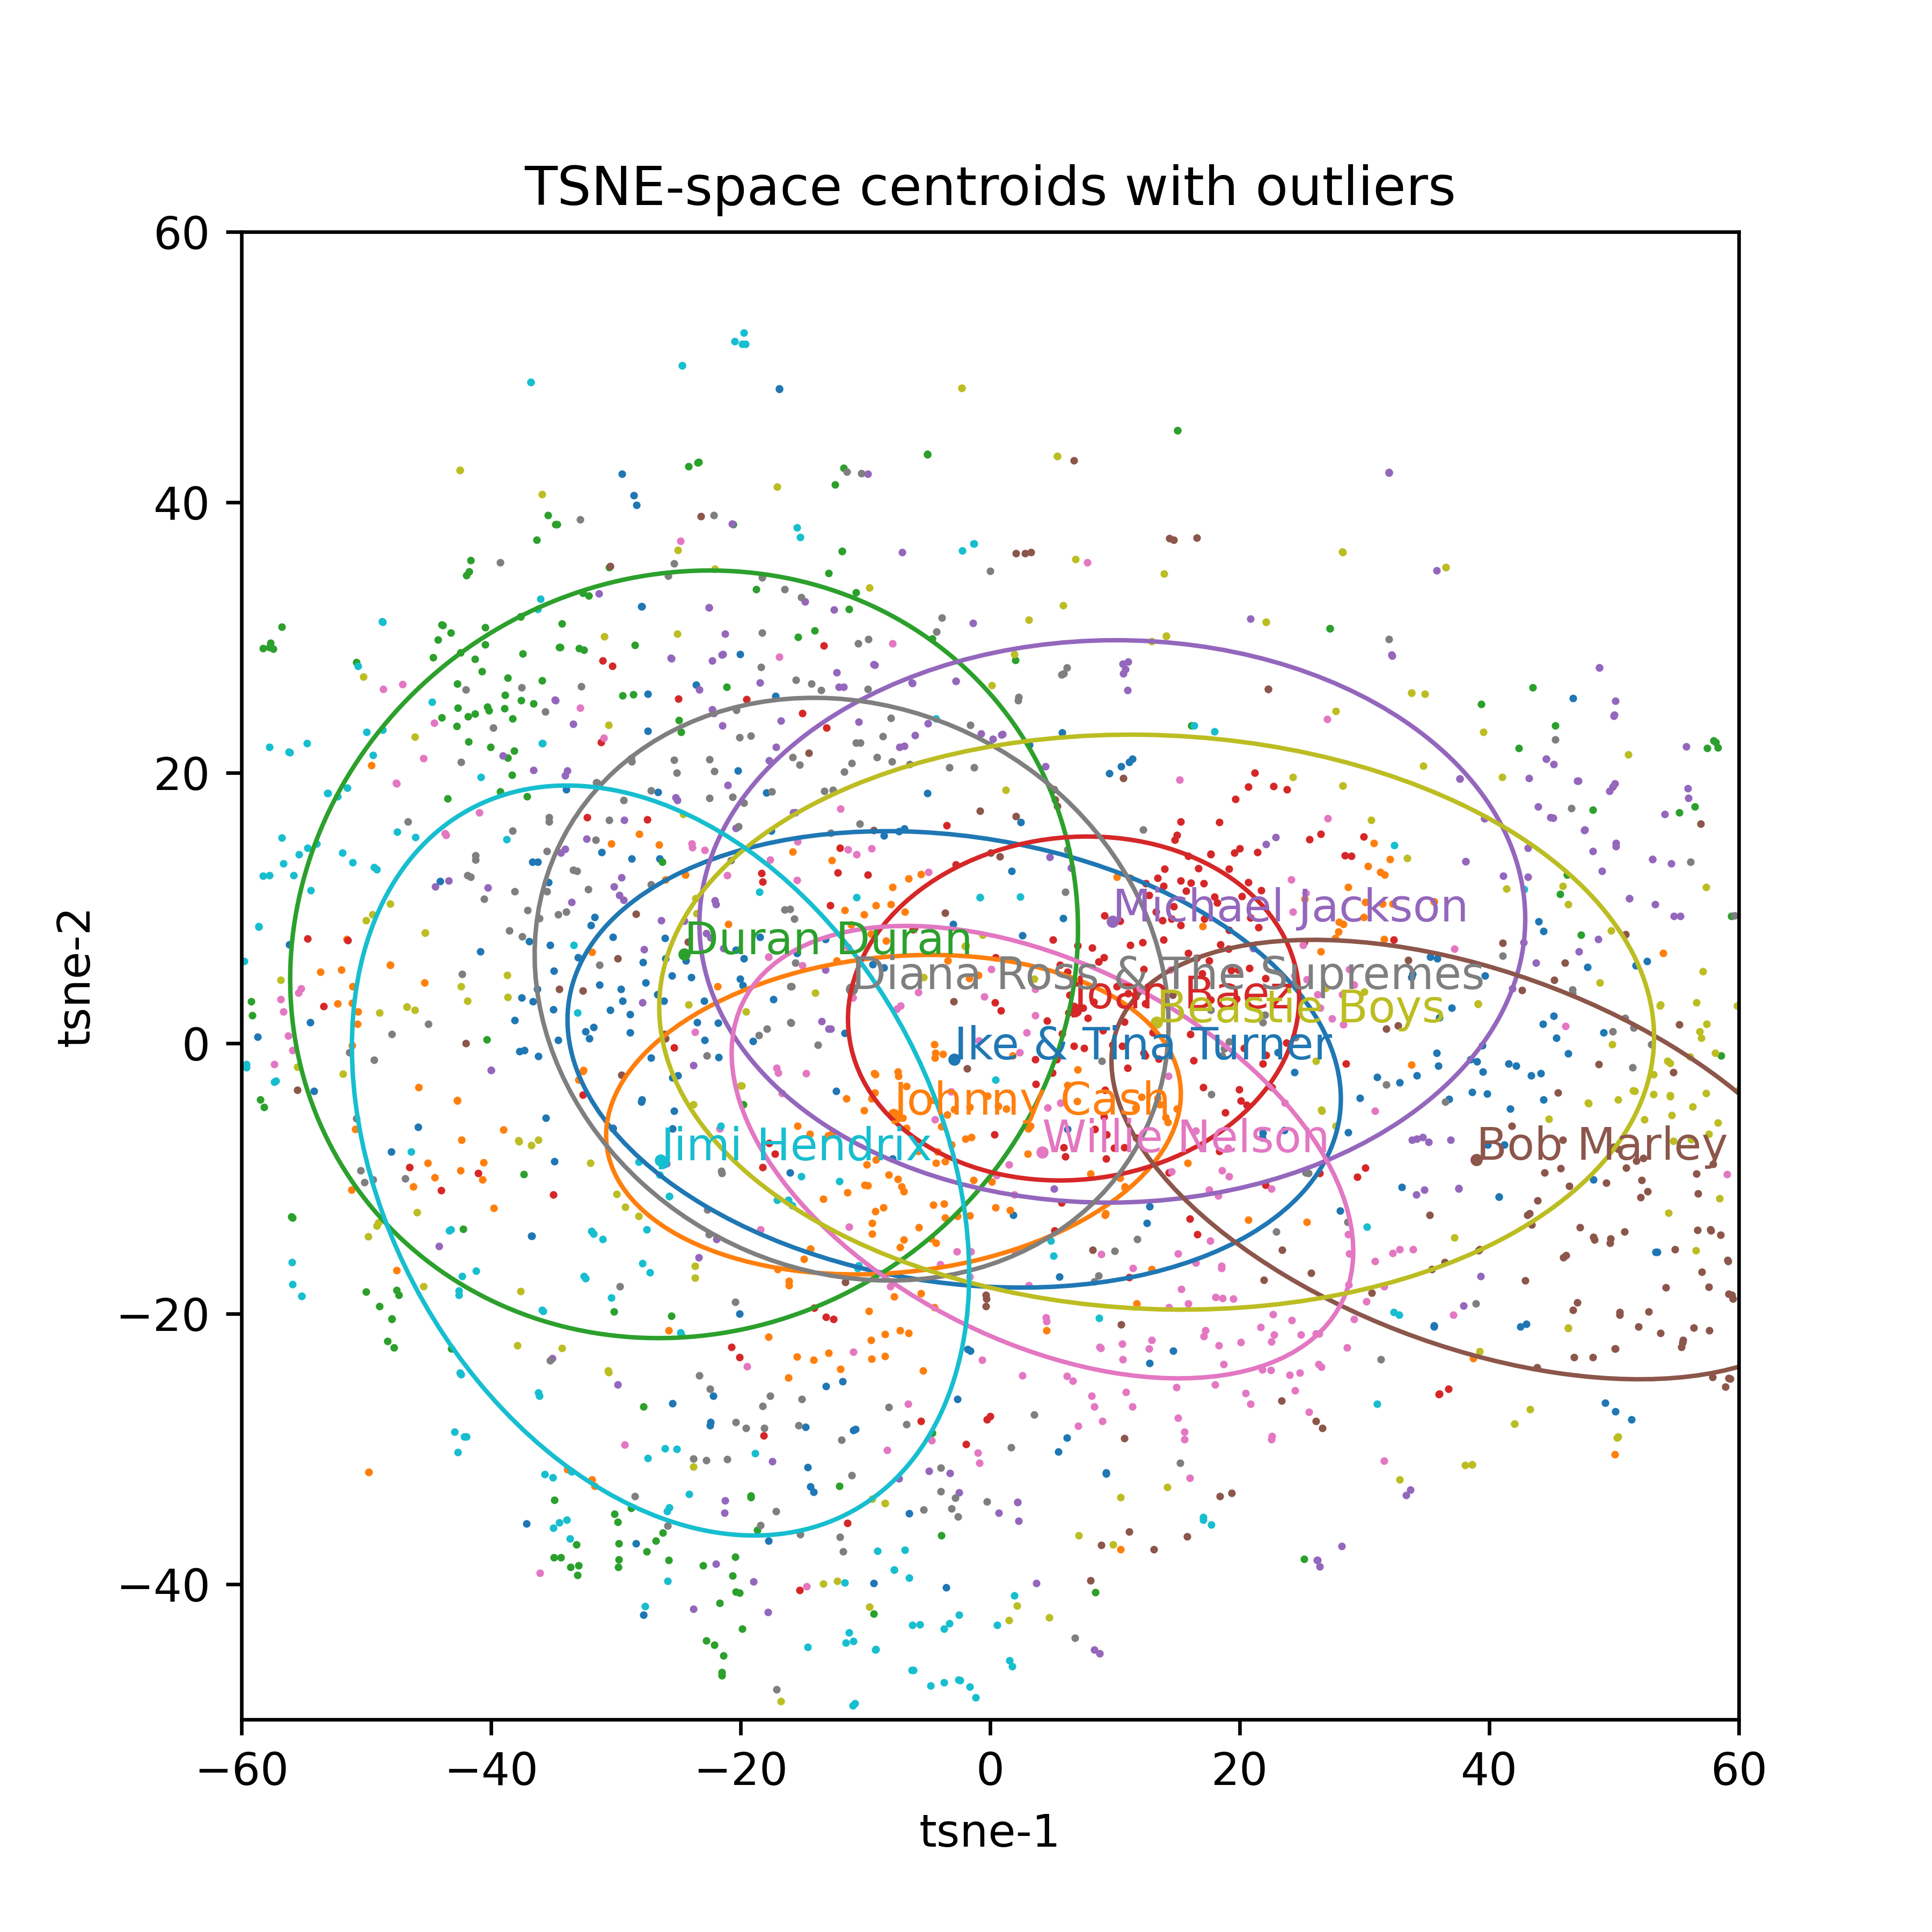 TSNE-space centroids with outliers
60
40
20
0
−20
−40
tsne-2
Michael Jackson
Duran Duran
Diana Ross & The Supremes
Joan Baez
Beastie Boys
Ike & Tina Turner
Johnny Cash
Willie Nelson
Jimi Hendrix
Bob Marley
−60 −40 −20 0 20 40 60
tsne-1